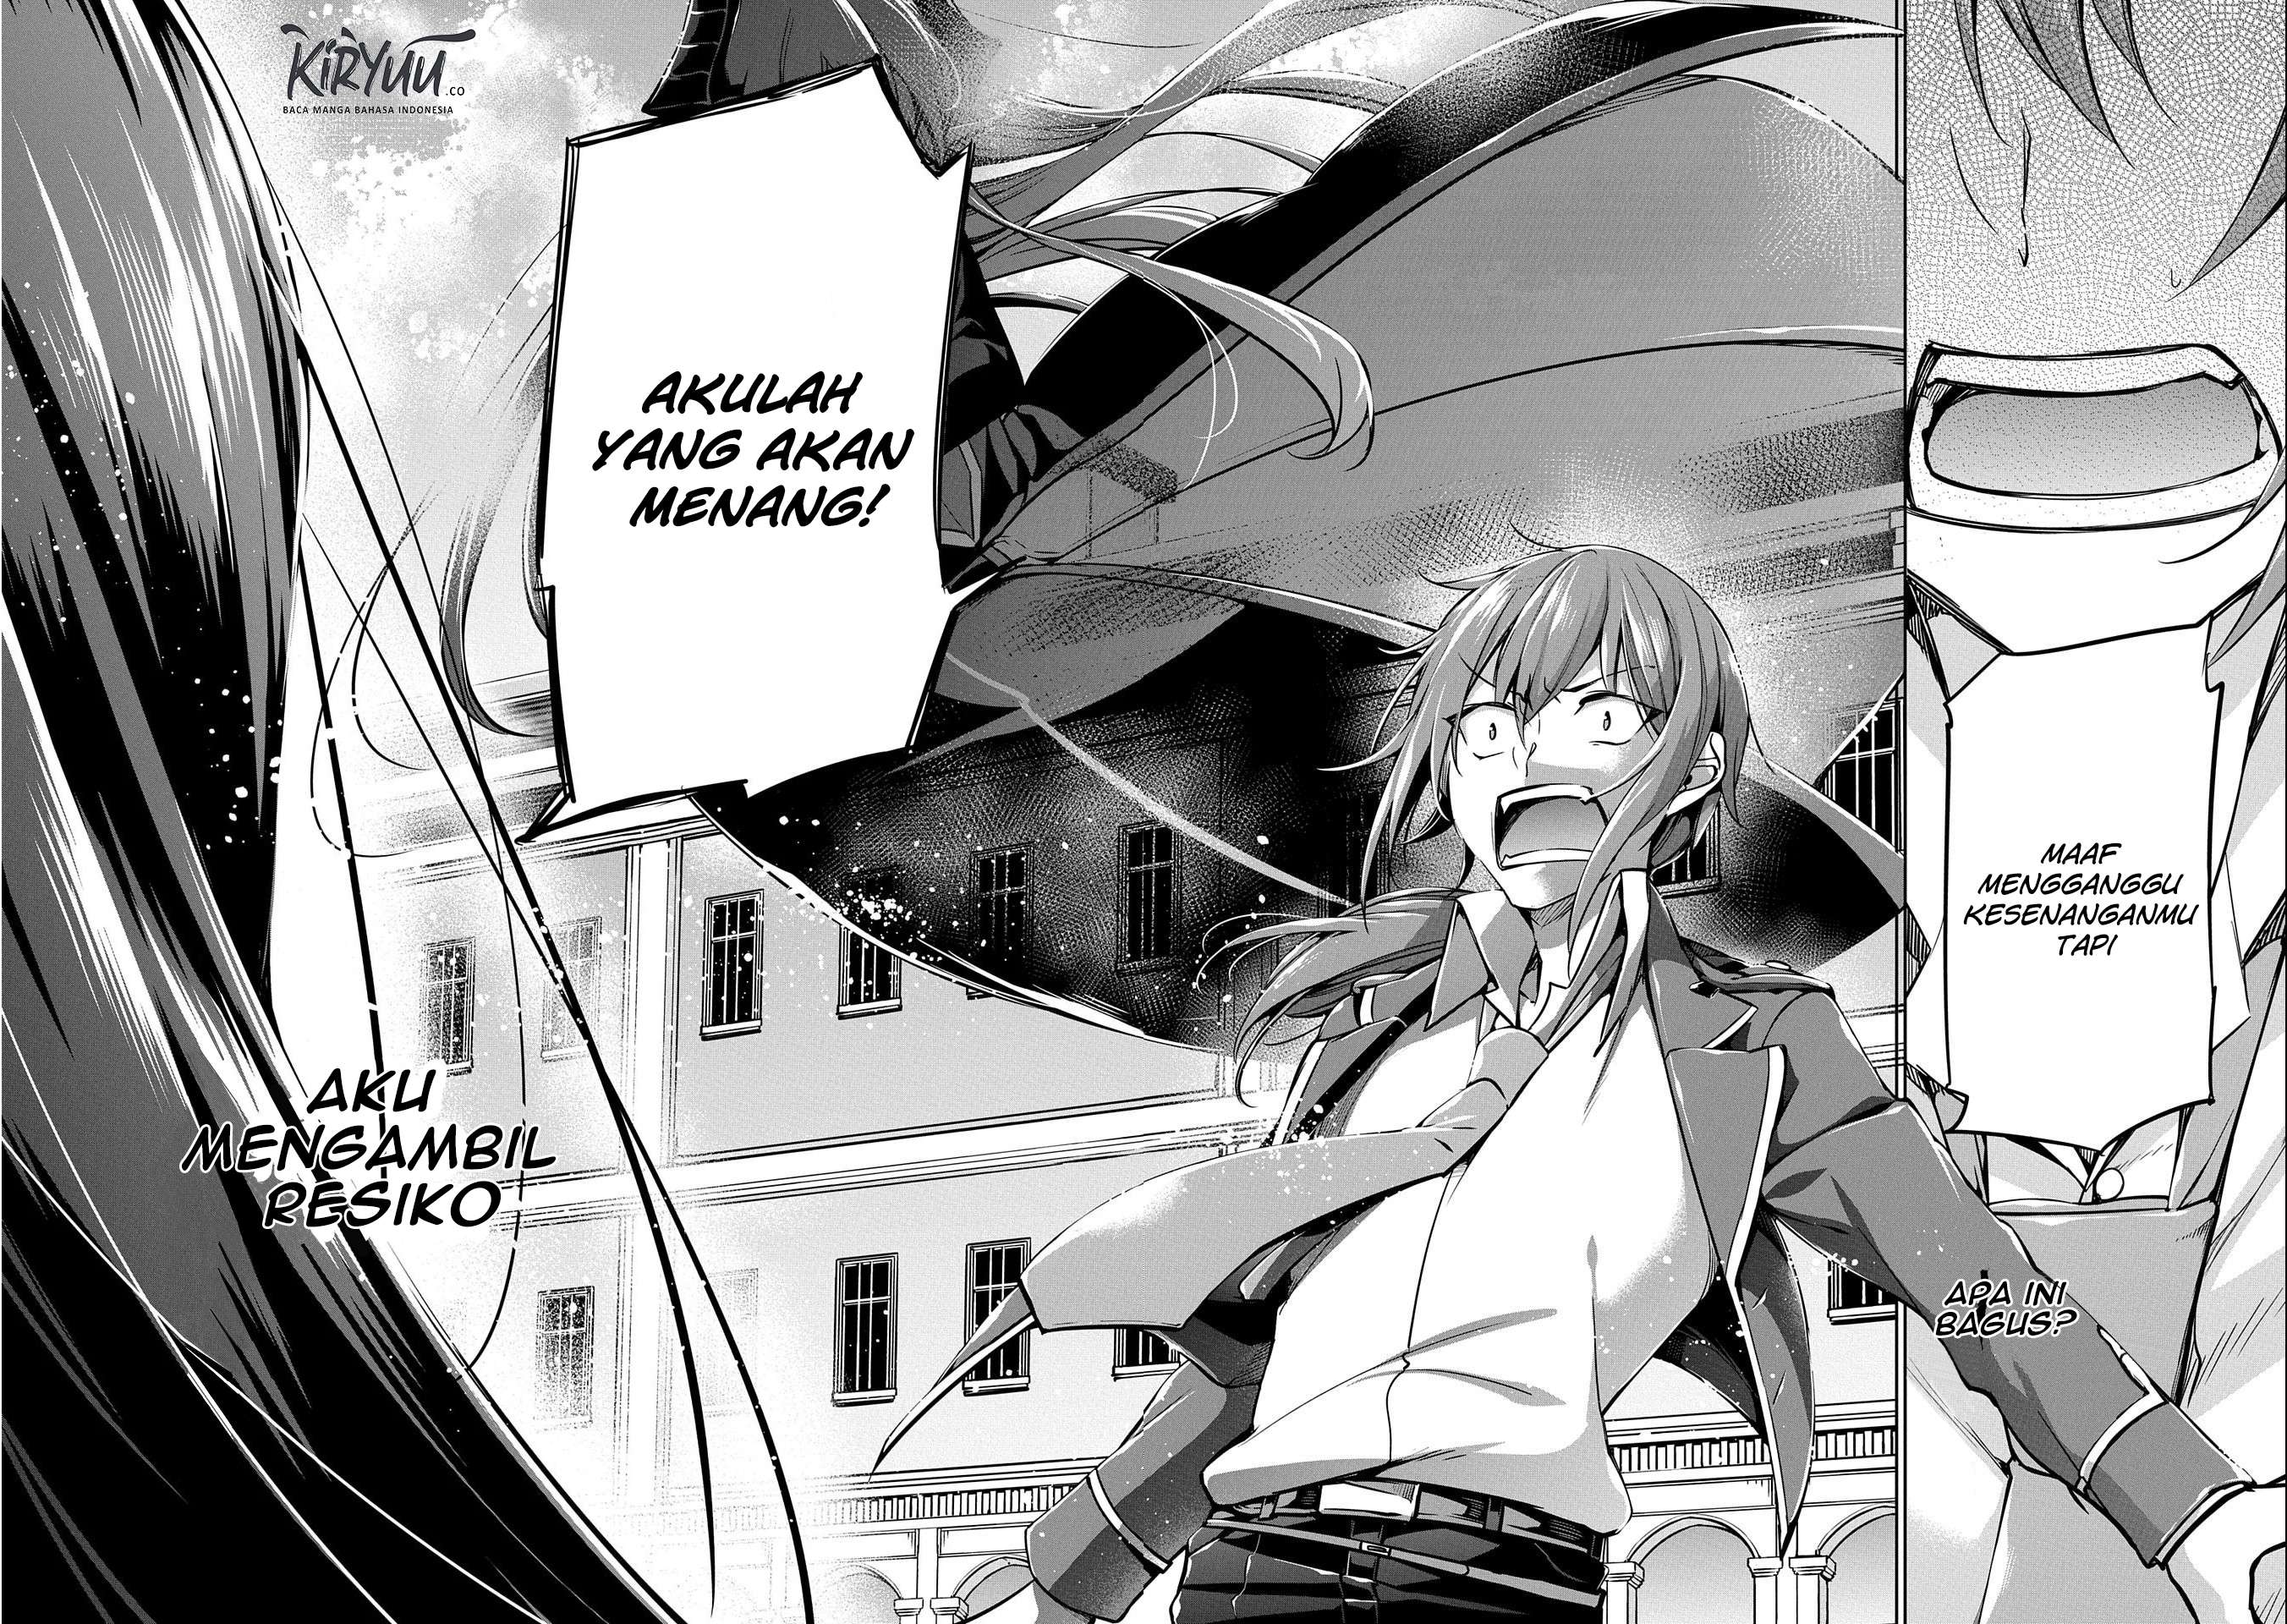 MAAF
MENGGANGGU
KESENANGANMU
TAPI
APA INI
BAGUS?
AKULAH
YANG AKAN
MENANG!
AKU
MENGAMBIL
RESIKO
KIRYUU.CO
BACA MANGA BAHASA INDONESIA